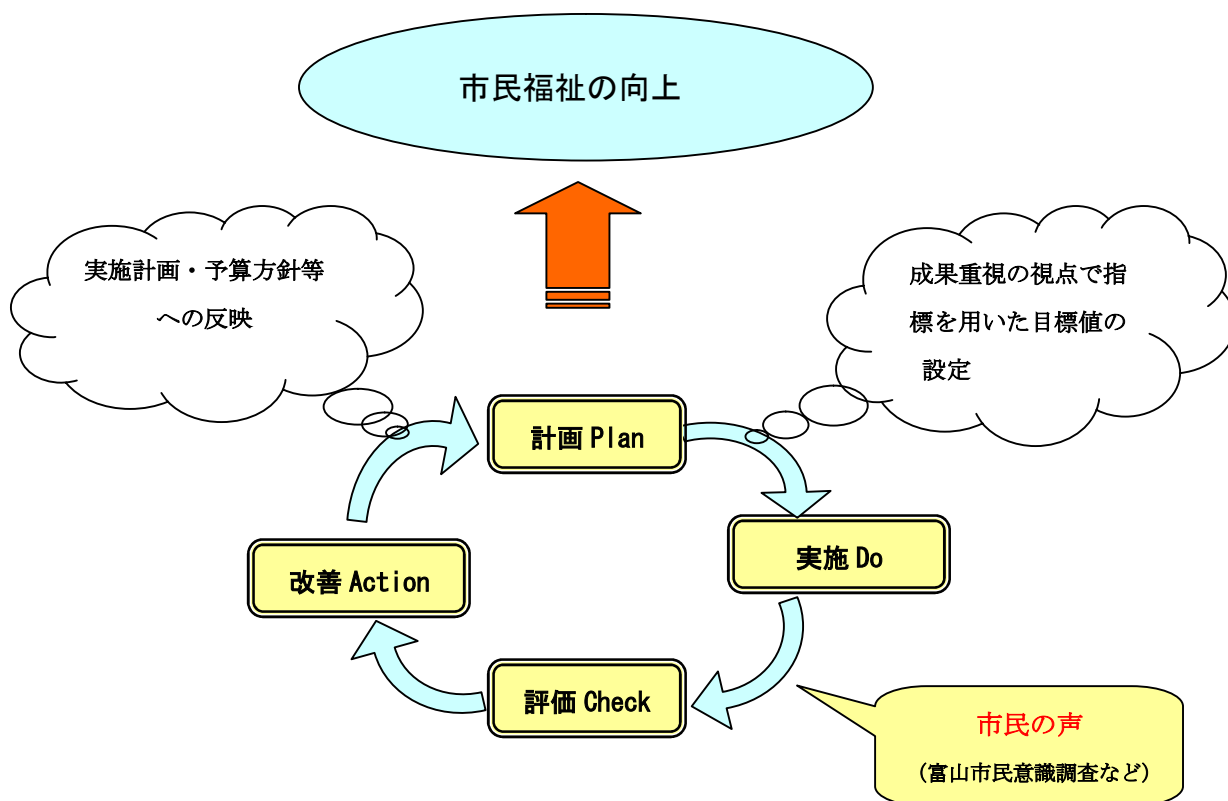 市民福祉の向上
実施計画・予算方針等
への反映
成果重視の視点で指
標を用いた目標値の
設定
計画 Plan
実施 Do
改善 Action
評価 Check
市民の声
（富山市民意識調査など）